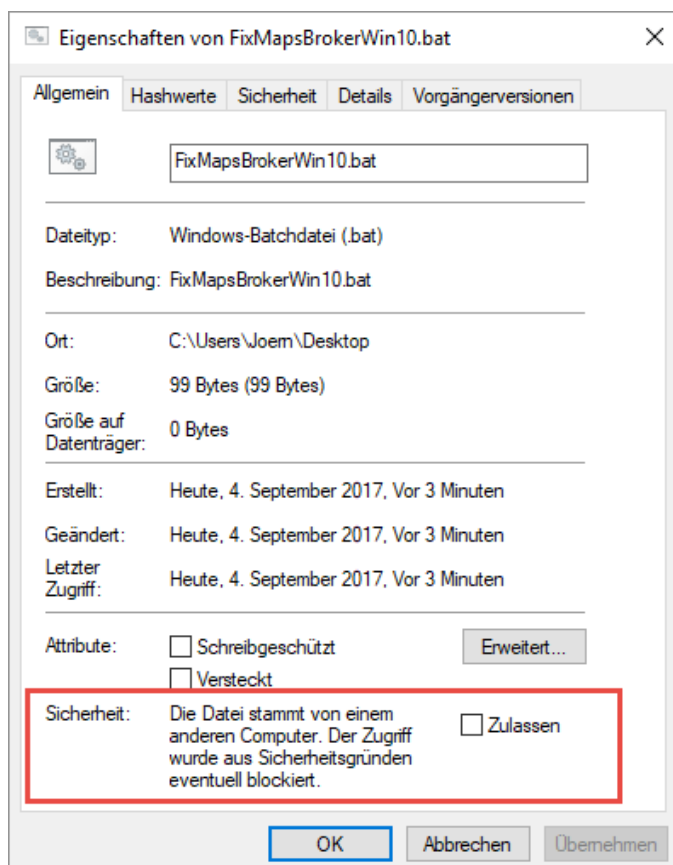 Eigenschaften von FixMapsBrokerWin10.bat
Allgemein Hashwerte Sicherheit Details Vorgängerversionen
FixMapsBrokerWin10.bat
Dateityp: Windows-Batchdatei (.bat)
Beschreibung: FixMapsBrokerWin10.bat
Ort: C:\Users\Joern\Desktop
Größe: 99 Bytes (99 Bytes)
Größe auf
Datenträger: 0 Bytes
Erstellt: Heute, 4. September 2017, Vor 3 Minuten
Geändert: Heute, 4. September 2017, Vor 3 Minuten
Letzter
Zugriff: Heute, 4. September 2017, Vor 3 Minuten
Attribute: Schreibgeschützt Erweitert...
Versteckt
Sicherheit: Die Datei stammt von einem
anderen Computer. Der Zugriff Zulassen
wurde aus Sicherheitsgründen
eventuell blockiert.
OK Abbrechen Übernehmen